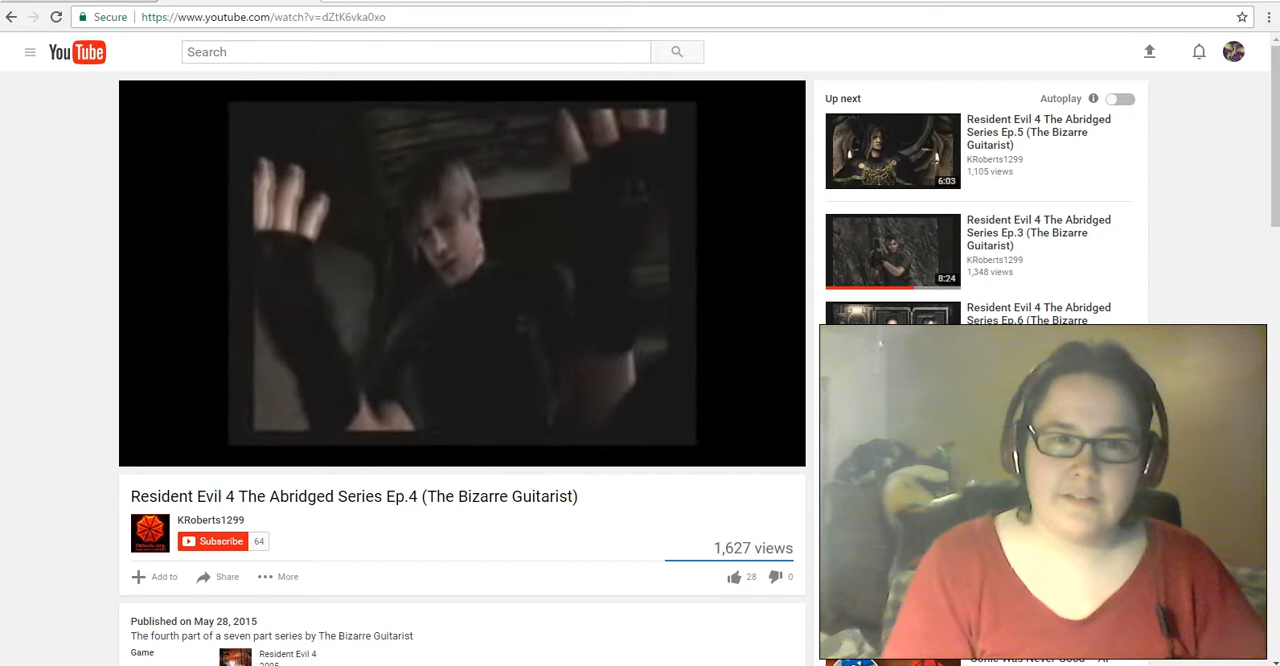 Secure
https://www.youtube.com/watch?v=dZtK6vka0xo
YouTube
Search
Up next
Autoplay
Resident Evil 4 The Abridged
Series Ep.5 (The Bizarre
Guitarist)
KRoberts1299
1,105 views
6:03
Resident Evil 4 The Abridged
Series Ep.3 (The Bizarre
Guitarist)
KRoberts1299
1,348 views
8:24
Resident Evil 4 The Abridged
Series Ep.6 (The Bizarre
Resident Evil 4 The Abridged Series Ep.4 (The Bizarre Guitarist)
KRoberts1299
Subscribe 64
1,627 views
Add to Share More
28 0
Published on May 28, 2015
The fourth part of a seven part series by The Bizarre Guitarist
Game
Resident Evil 4
2005